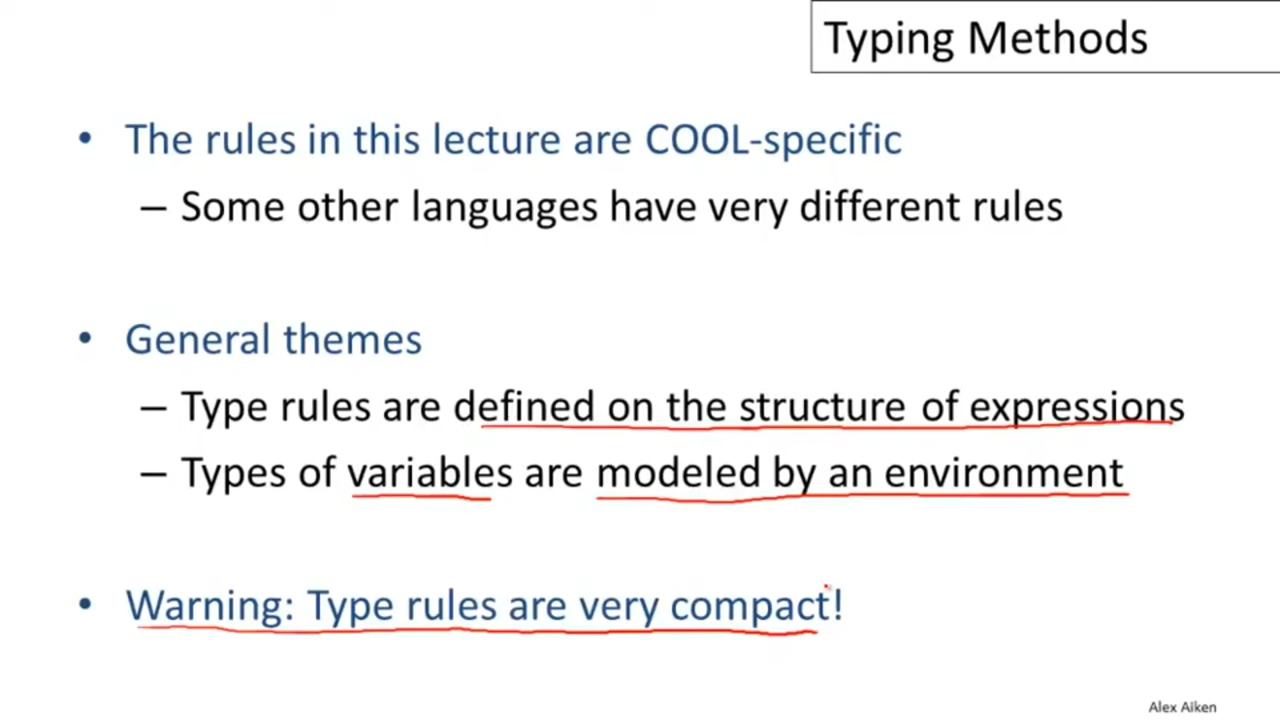 Typing Methods
• The rules in this lecture are COOL-specific
– Some other languages have very different rules
• General themes
– Type rules are defined on the structure of expressions
– Types of variables are modeled by an environment
• Warning: Type rules are very compact!
Alex Aiken